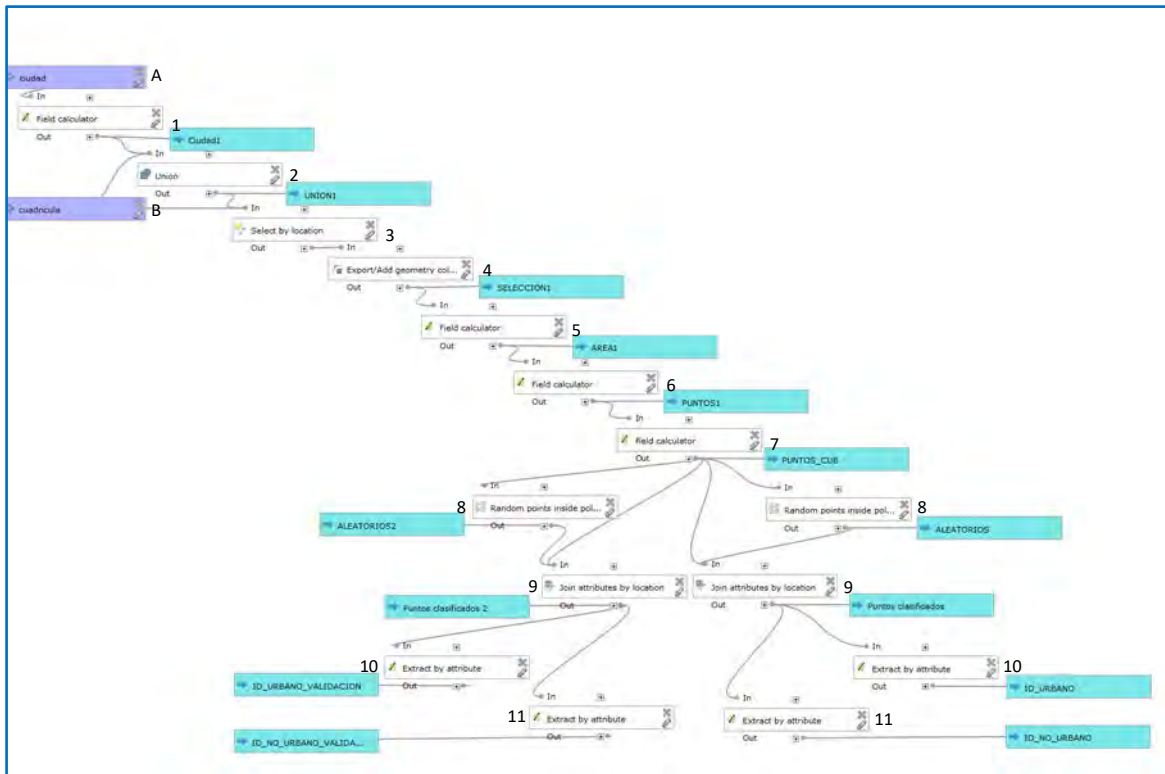 ciudad
A
In
Field calculator
Out
1
Ciudad1
In
Union
Out
2
UNION1
cuadricula
B
In
Select by location
Out
3
In
Export/Add geometry col...
Out
4
SELECCION1
In
Field calculator
Out
5
AREA1
In
Field calculator
Out
6
PUNTOS1
In
Field calculator
Out
7
PUNTOS_CUB
In
8
Random points inside pol...
Out
ALEATORIOS2
In
Random points inside pol...
Out
8
ALEATORIOS
In
9
Join attributes by location
Out
Puntos clasificados 2
In
Join attributes by location
Out
9
Puntos clasificados
In
10
Extract by attribute
Out
ID_URBANO_VALIDACION
In
Extract by attribute
Out
10
ID_URBANO
In
11
Extract by attribute
Out
ID_NO_URBANO_VALIDA...
In
Extract by attribute
Out
11
ID_NO_URBANO